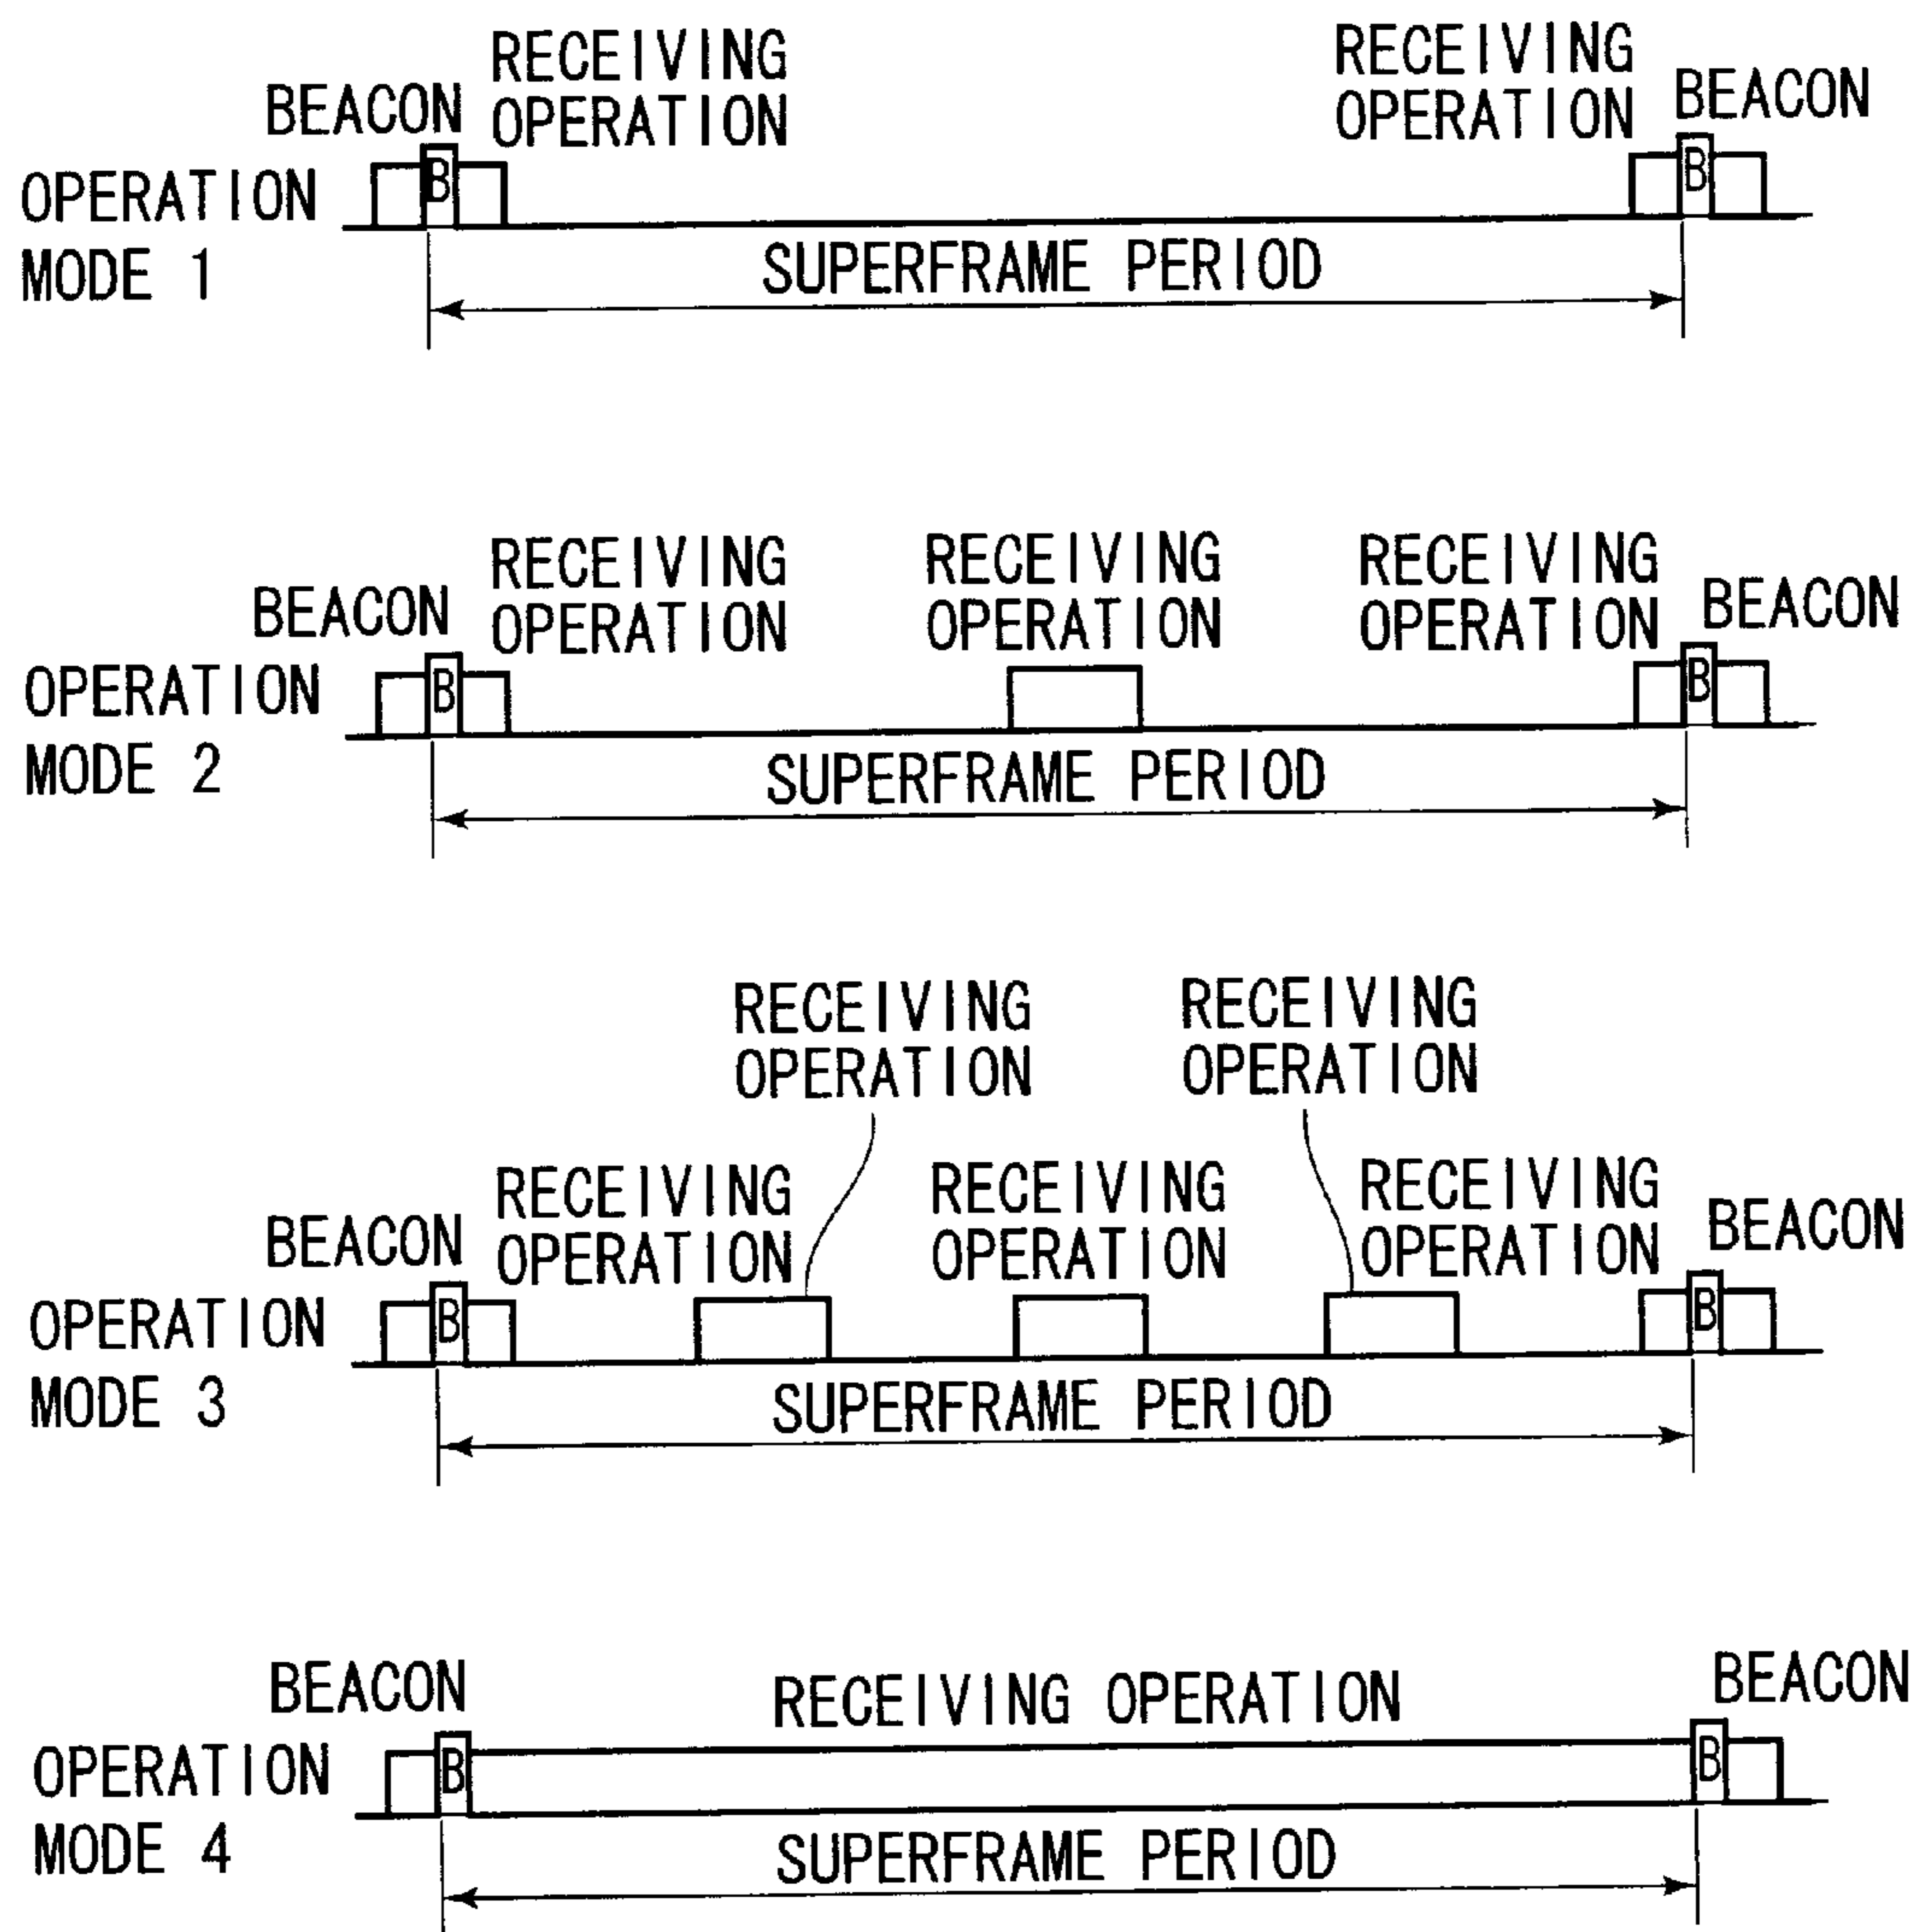 RECEIVING
OPERATION
RECEIVING
OPERATION
BEACON
BEACON
B
B
OPERATION
MODE 1
SUPERFRAME PERIOD
RECEIVING
OPERATION
RECEIVING
OPERATION
RECEIVING
OPERATION
BEACON
BEACON
B
B
OPERATION
MODE 2
SUPERFRAME PERIOD
RECEIVING
OPERATION
RECEIVING
OPERATION
RECEIVING
OPERATION
RECEIVING
OPERATION
RECEIVING
OPERATION
BEACON
BEACON
B
B
OPERATION
MODE 3
SUPERFRAME PERIOD
BEACON
RECEIVING OPERATION
BEACON
B
B
OPERATION
MODE 4
SUPERFRAME PERIOD